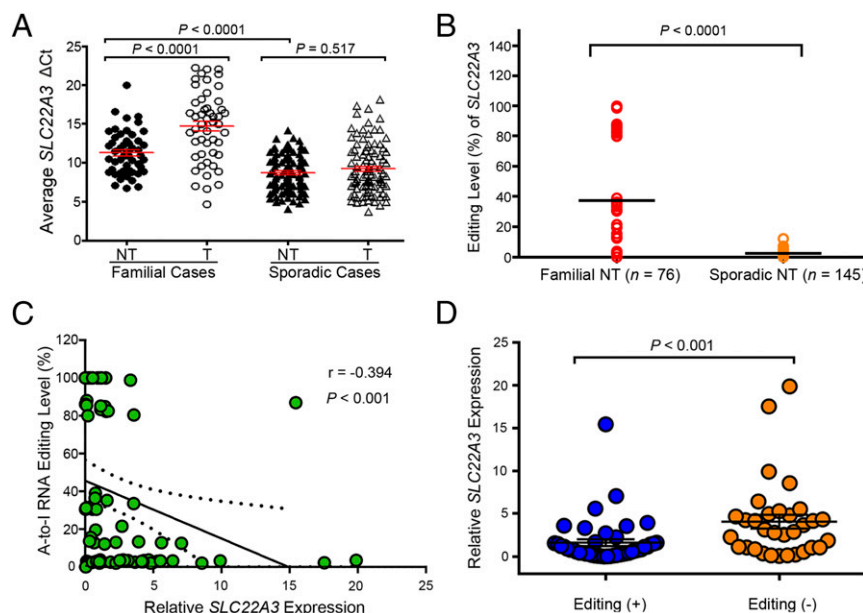 A
P < 0.0001
P < 0.0001
P = 0.517
Average SLC22A3 ΔCt
25
20
15
10
5
0
NT
T
NT
T
Familial Cases
Sporadic Cases
B
P < 0.0001
Editing Level (%) of SLC22A3
140
120
100
80
60
40
20
0
Familial NT (n = 76)
Sporadic NT (n = 145)
C
A-to-I RNA Editing Level (%)
120
100
80
60
40
20
0
r = -0.394
P < 0.001
0
5
10
15
20
25
Relative SLC22A3 Expression
D
P < 0.001
Relative SLC22A3 Expression
25
20
15
10
5
0
Editing (+)
Editing (-)